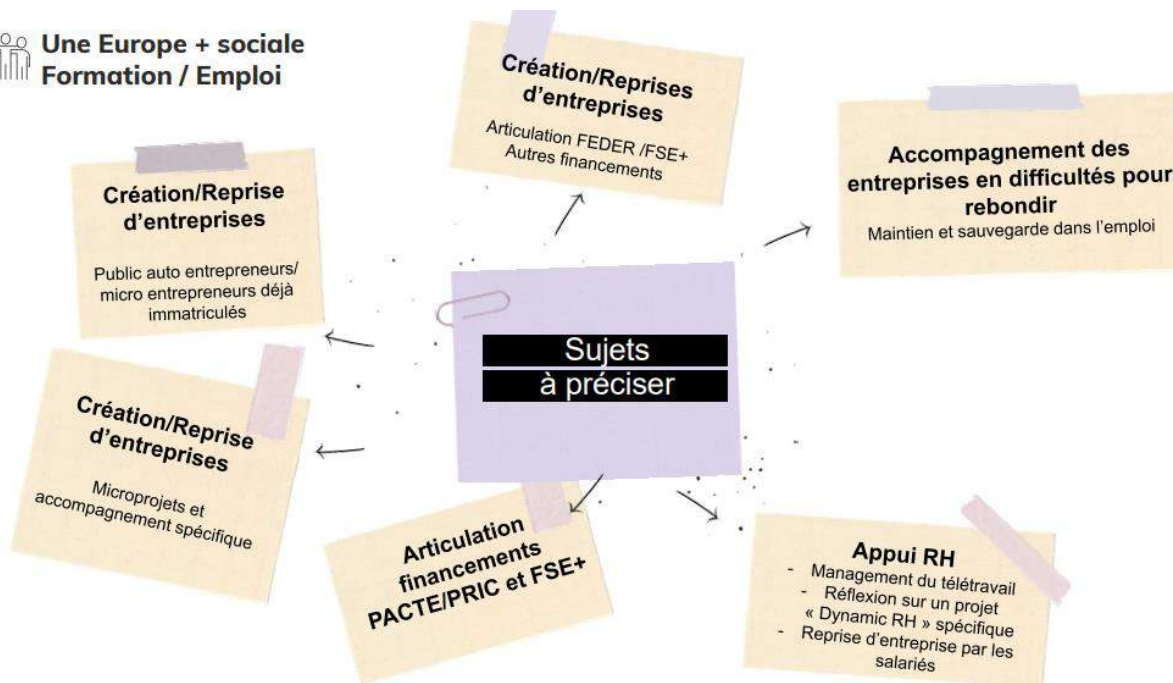 Une Europe + sociale
Formation / Emploi
Création/Reprises
d'entreprises
Articulation FEDER /FSE+
Autres financements
Accompagnement des
entreprises en difficultés pour
rebondir
Maintien et sauvegarde dans l'emploi
Création/Reprise
d'entreprises
Public auto entrepreneurs/
micro entrepreneurs déjà
immatriculés
Sujets
à préciser
Création/Reprise
d'entreprises
Microprojets et
accompagnement spécifique
Articulation
financements
PACTE/PRIC et FSE+
Appui RH
- Management du télétravail
- Réflexion sur un projet
« Dynamic RH » spécifique
- Reprise d'entreprise par les
salariés